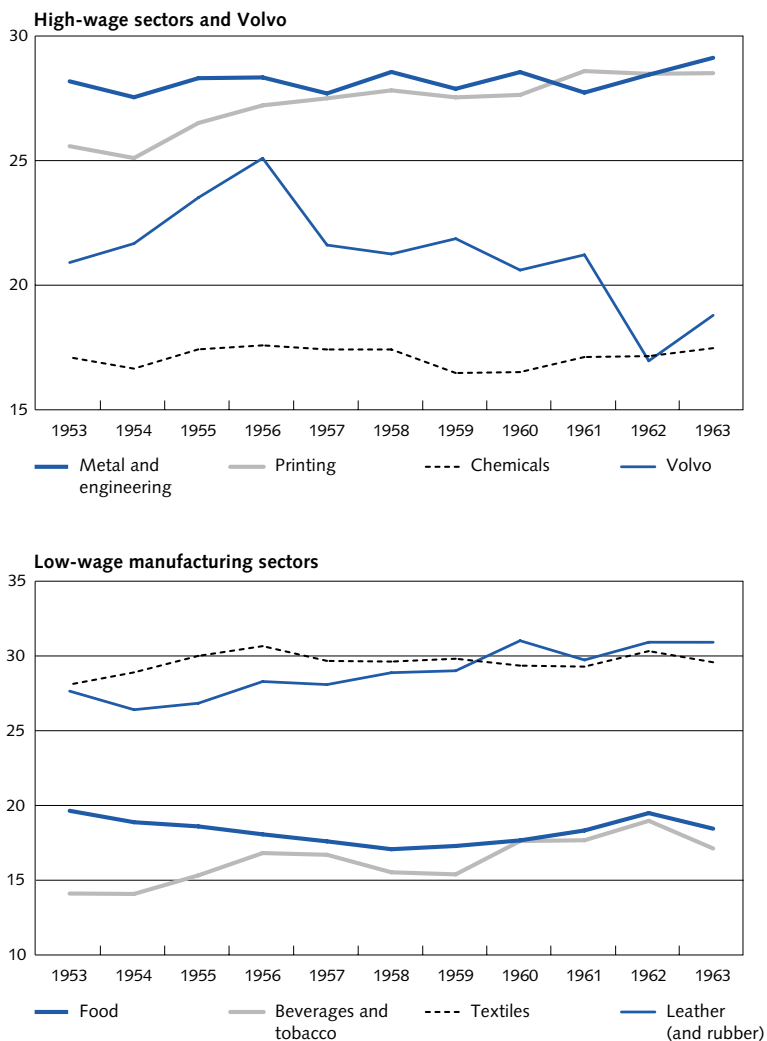 High-wage sectors and Volvo
30
25
20
15
1953 1954 1955 1956 1957 1958 1959 1960 1961 1962 1963
Metal and engineering
Printing
Chemicals
Volvo
Low-wage manufacturing sectors
35
30
25
20
15
10
1953 1954 1955 1956 1957 1958 1959 1960 1961 1962 1963
Food
Beverages and tobacco
Textiles
Leather (and rubber)